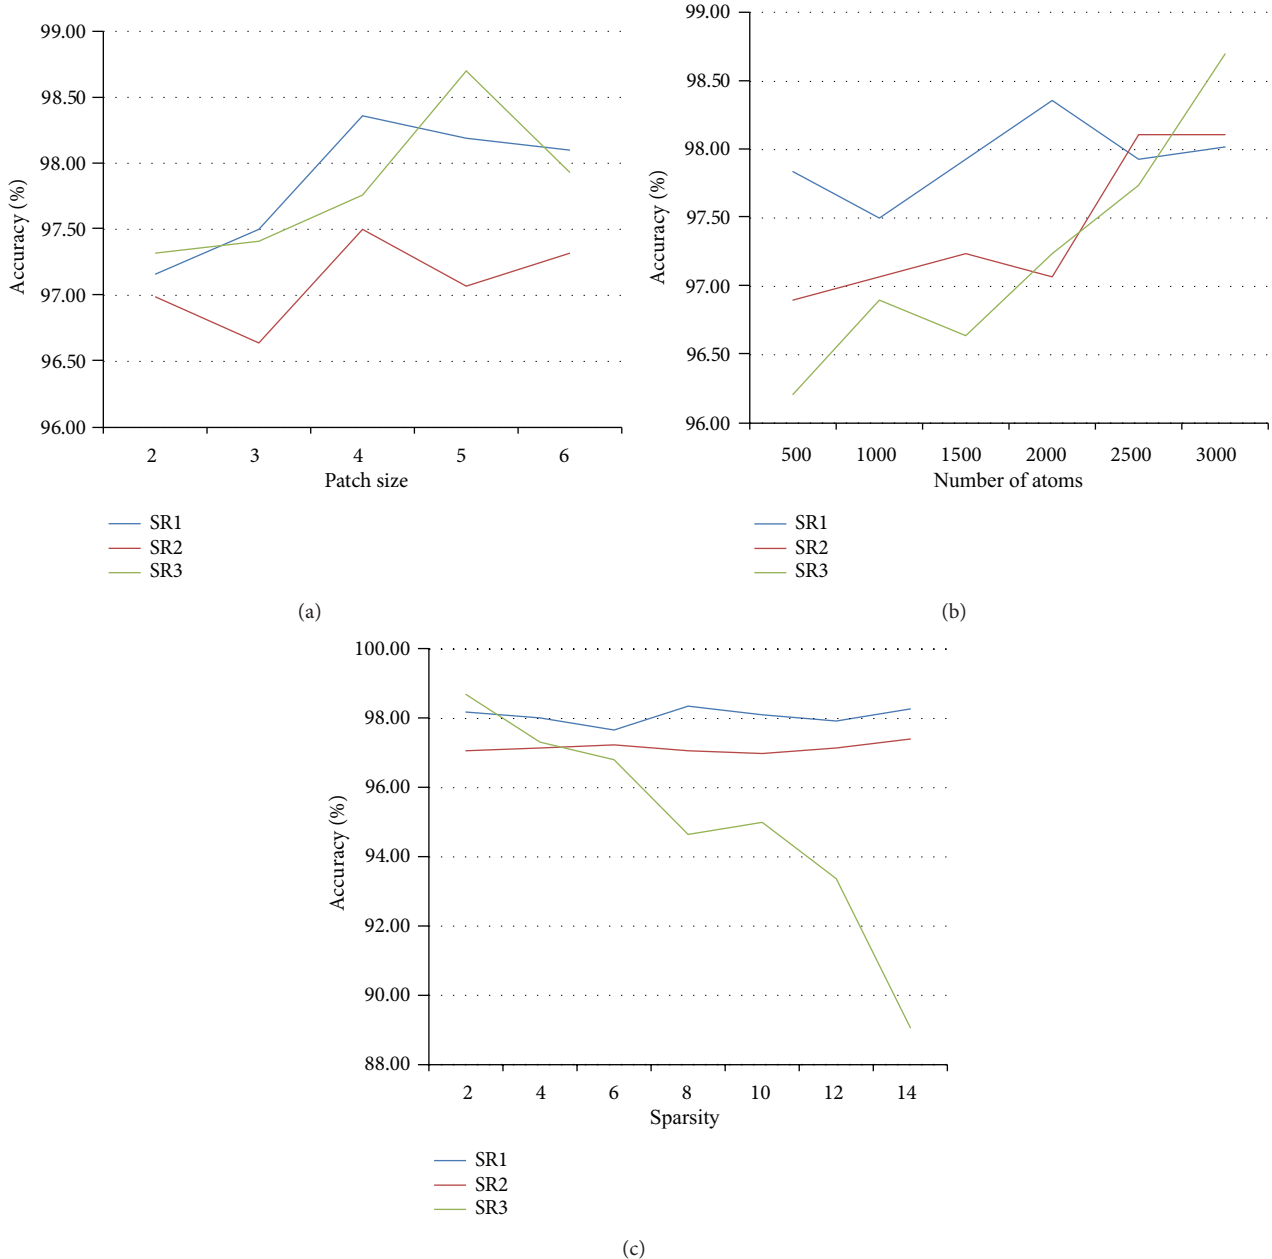 99.00
98.50
98.00
97.50
97.00
96.50
96.00
Accuracy (%)
2 3 4 5 6
Patch size
SR1
SR2
SR3
(a)
99.00
98.50
98.00
97.50
97.00
96.50
96.00
Accuracy (%)
500 1000 1500 2000 2500 3000
Number of atoms
SR1
SR2
SR3
(b)
100.00
98.00
96.00
94.00
92.00
90.00
88.00
Accuracy (%)
2 4 6 8 10 12 14
Sparsity
SR1
SR2
SR3
(c)